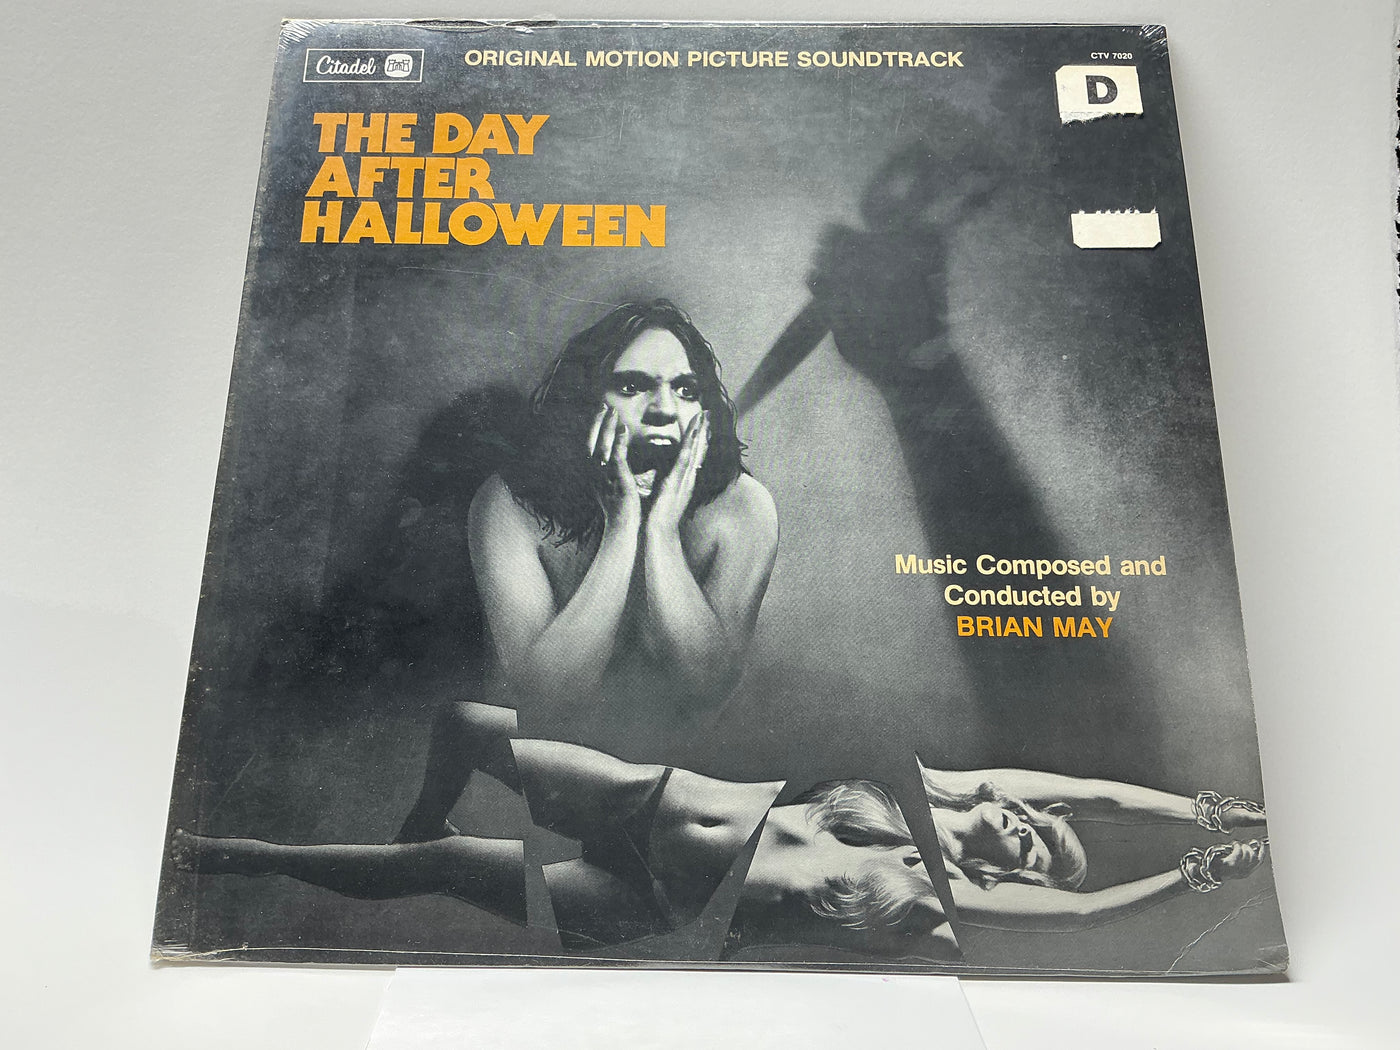 Citadel
ORIGINAL MOTION PICTURE SOUNDTRACK
CTV 7020
D
THE DAY
AFTER
HALLOWEEN
Music Composed and
Conducted by
BRIAN MAY